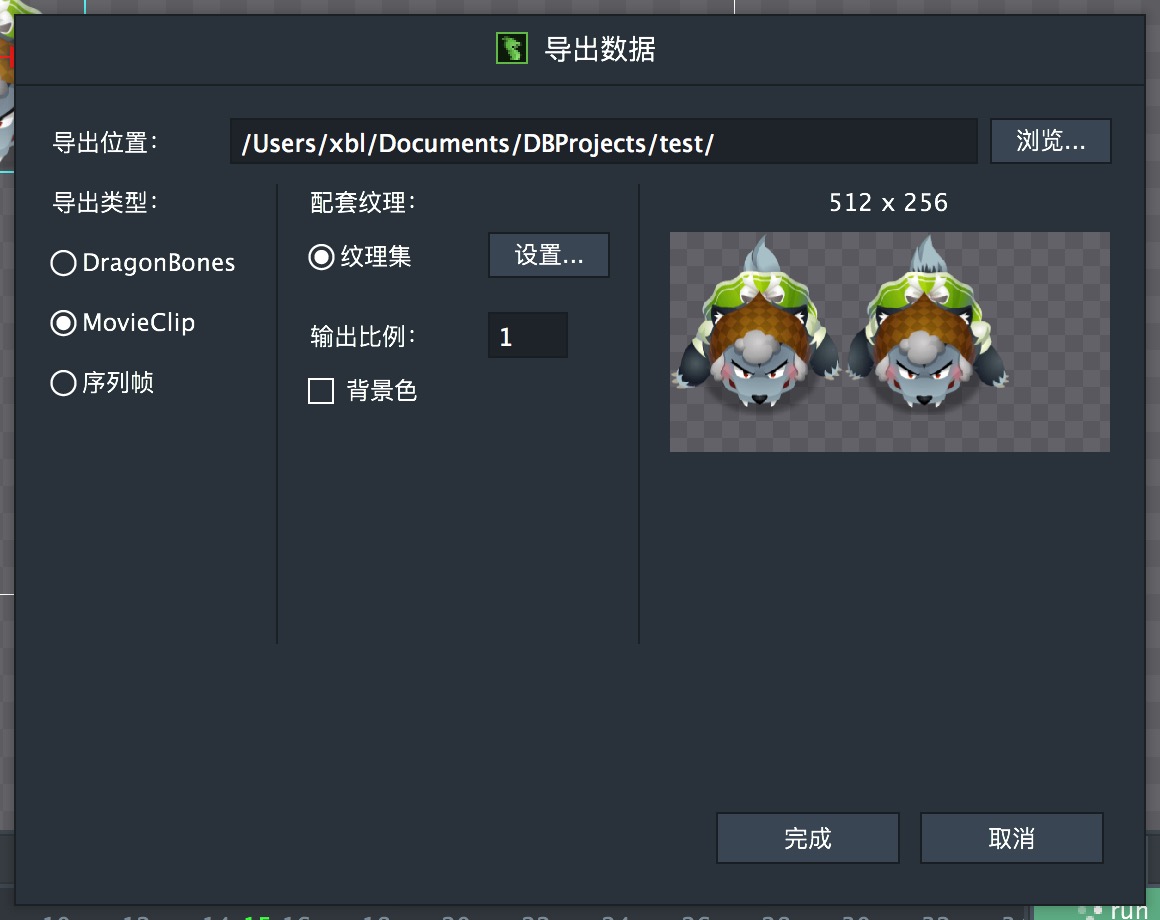 导出数据
导出位置：
/Users/xbl/Documents/DBProjects/test/
浏览...
导出类型：
配套纹理：
512 x 256
DragonBones
纹理集
设置...
MovieClip
输出比例：
1
序列帧
背景色
完成
取消
run